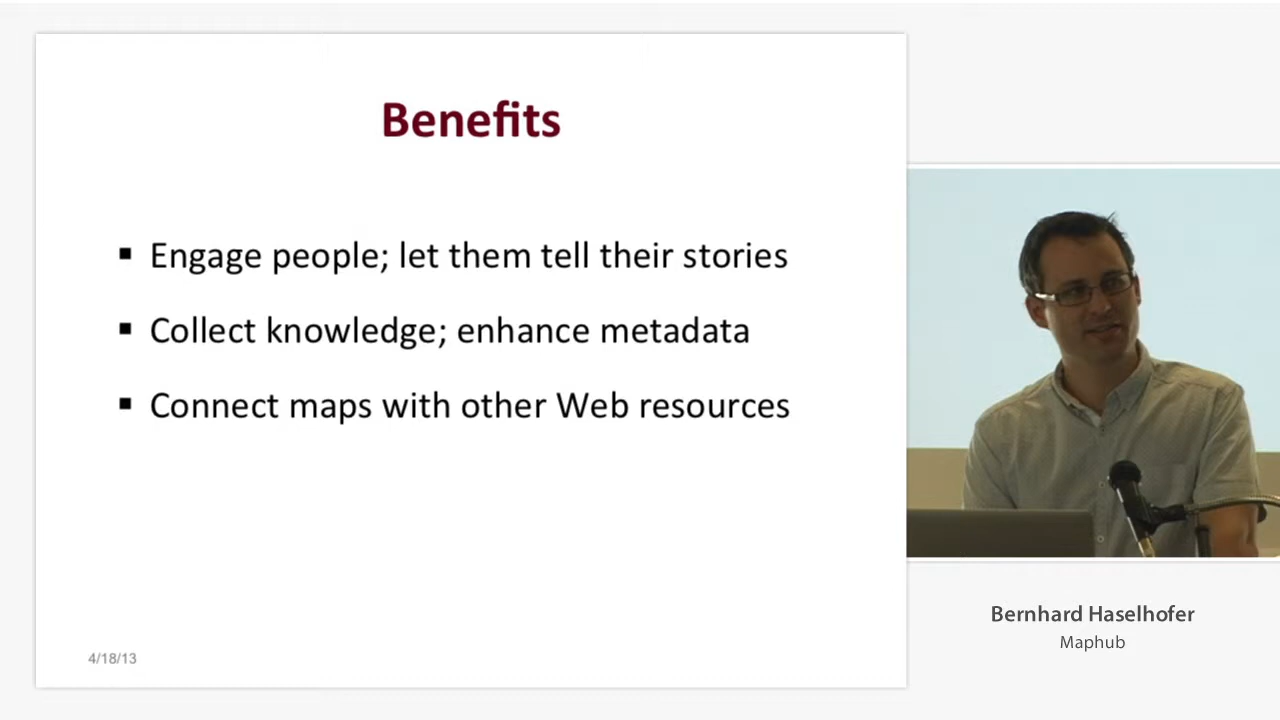 Benefits
▪ Engage people; let them tell their stories
▪ Collect knowledge; enhance metadata
▪ Connect maps with other Web resources
4/18/13
Bernhard Haselhofer
Maphub